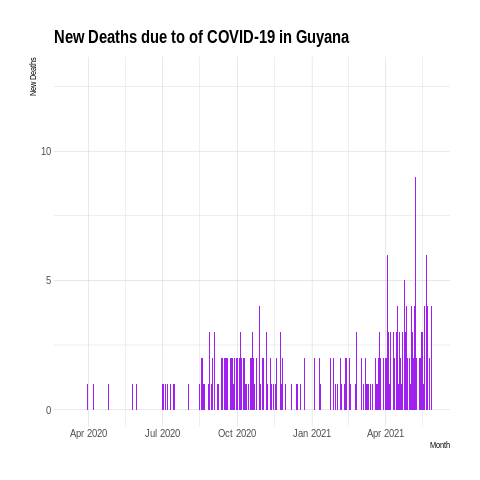 New Deaths due to of COVID-19 in Guyana
New Deaths
10
5
0
Apr 2020 Jul 2020 Oct 2020 Jan 2021 Apr 2021
Month